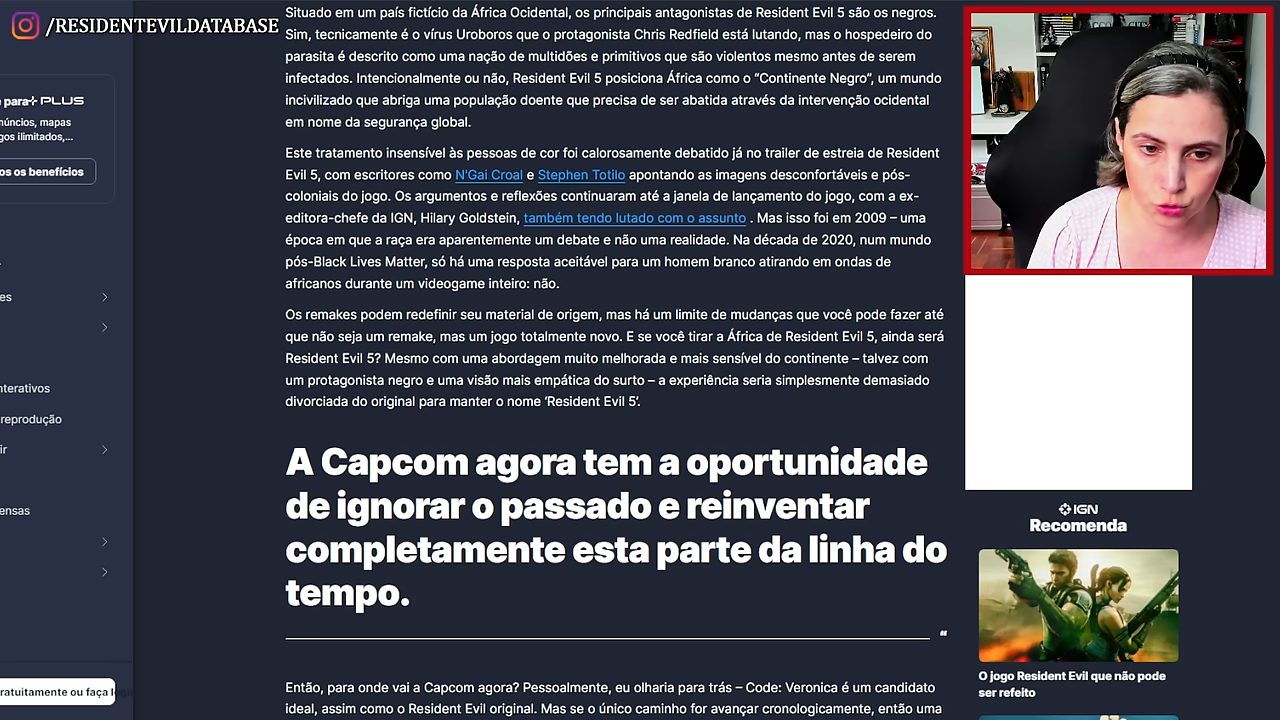 /RESIDENTEVILDATABASE
Situado em um país fictício da África Ocidental, os principais antagonistas de Resident Evil 5 são os negros.
Sim, tecnicamente é o vírus Uroboros que o protagonista Chris Redfield está lutando, mas o hospedeiro do
parasita é descrito como uma nação de multidões e primitivos que são violentos mesmo antes de serem
infectados. Intencionalmente ou não, Resident Evil 5 posiciona África como o “Continente Negro”, um mundo
incivilizado que abriga uma população doente que precisa de ser abatida através da intervenção ocidental
em nome da segurança global.
Este tratamento insensível às pessoas de cor foi calorosamente debatido já no trailer de estreia de Resident
Evil 5, com escritores como N'Gai Croal e Stephen Totilo apontando as imagens desconfortáveis e pós-
coloniais do jogo. Os argumentos e reflexões continuaram até a janela de lançamento do jogo, com a ex-
editora-chefe da IGN, Hilary Goldstein, também tendo lutado com o assunto . Mas isso foi em 2009 – uma
época em que a raça era aparentemente um debate e não uma realidade. Na década de 2020, num mundo
pós-Black Lives Matter, só há uma resposta aceitável para um homem branco atirando em ondas de
africanos durante um videogame inteiro: não.
Os remakes podem redefinir seu material de origem, mas há um limite de mudanças que você pode fazer até
que não seja um remake, mas um jogo totalmente novo. E se você tirar a África de Resident Evil 5, ainda será
Resident Evil 5? Mesmo com uma abordagem muito melhorada e mais sensível do continente – talvez com
um protagonista negro e uma visão mais empática do surto – a experiência seria simplesmente demasiado
divorciada do original para manter o nome ‘Resident Evil 5’.
A Capcom agora tem a oportunidade
de ignorar o passado e reinventar
completamente esta parte da linha do
tempo.
“
Então, para onde vai a Capcom agora? Pessoalmente, eu olharia para trás – Code: Veronica é um candidato
ideal, assim como o Resident Evil original. Mas se o único caminho for avançar cronologicamente, então uma
para + PLUS
núncios, mapas
gos ilimitados,...
os os benefícios
es
nterativos
reprodução
ir
ensas
ratuitamente ou faça
IGN
Recomenda
O jogo Resident Evil que não pode
ser refeito